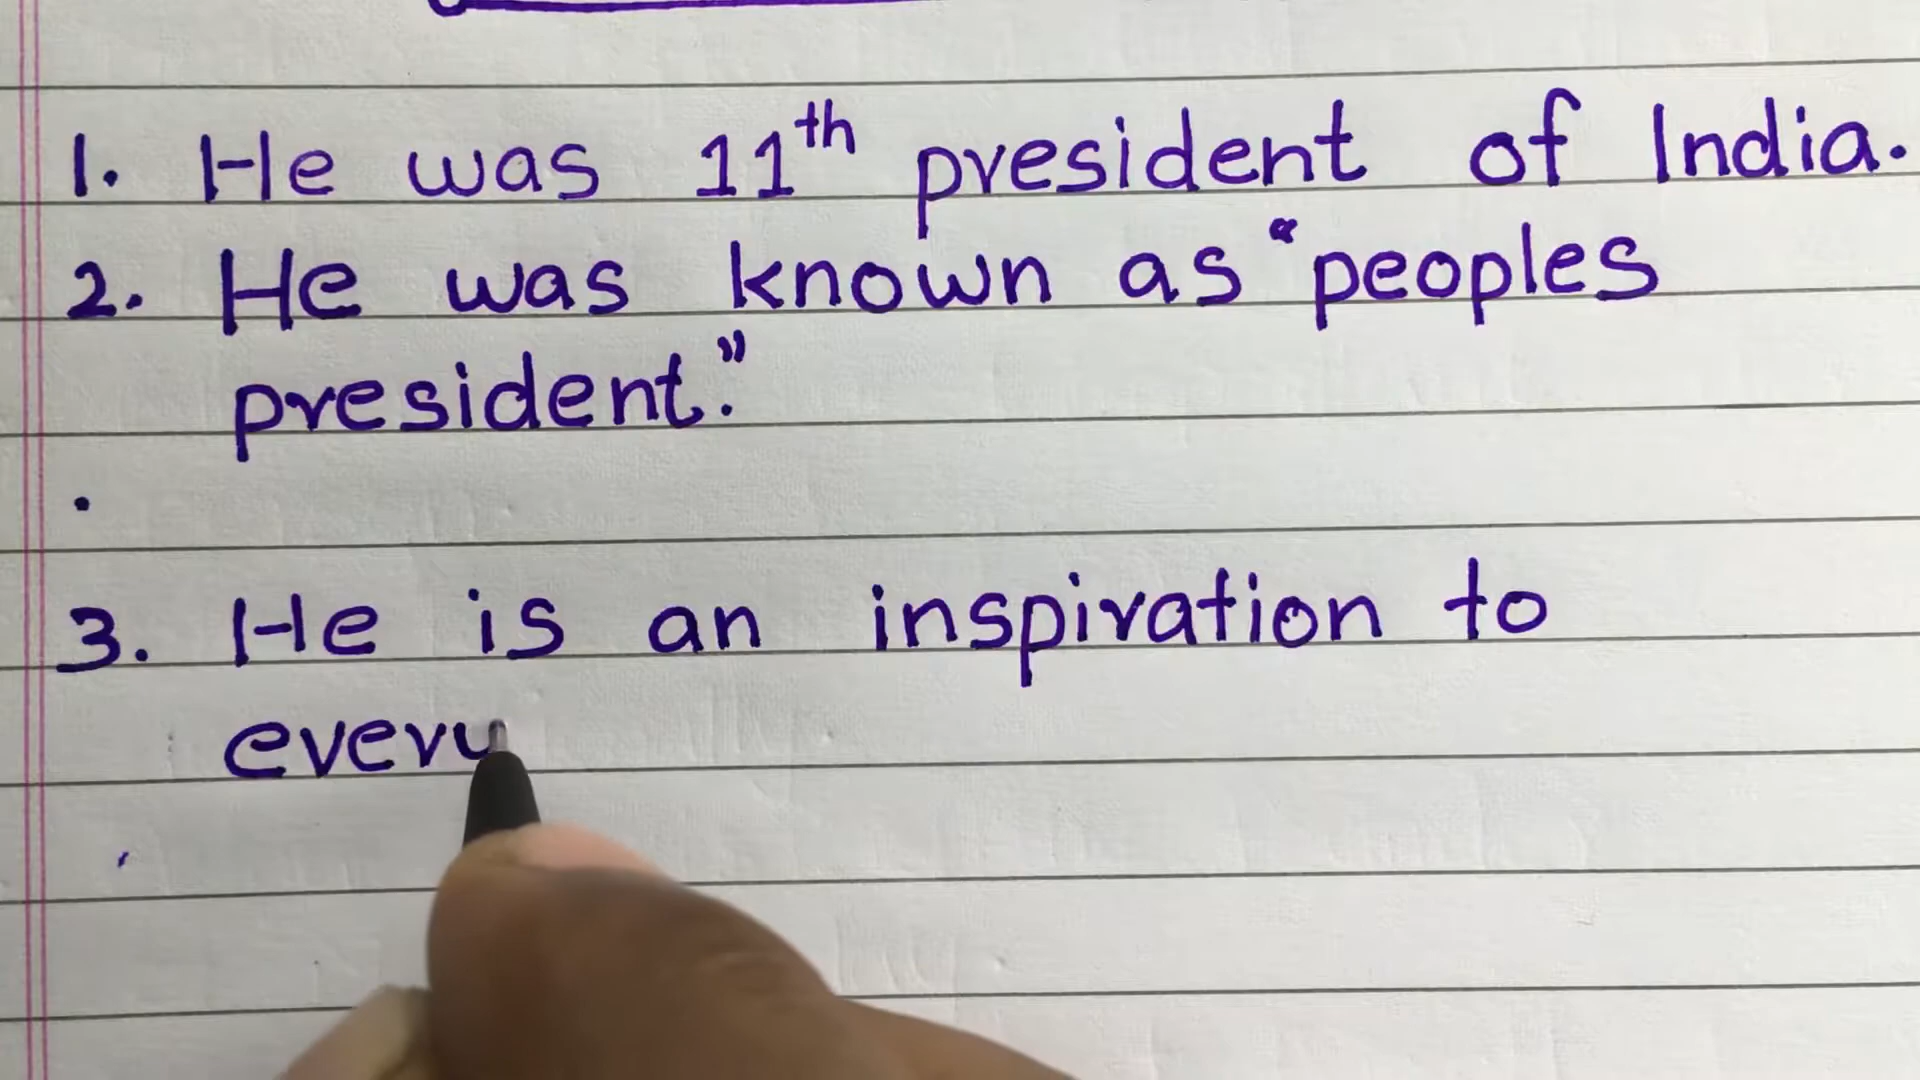 1. He was 11th president of India.
2. He was known as "peoples
president."
3. He is an inspiration to